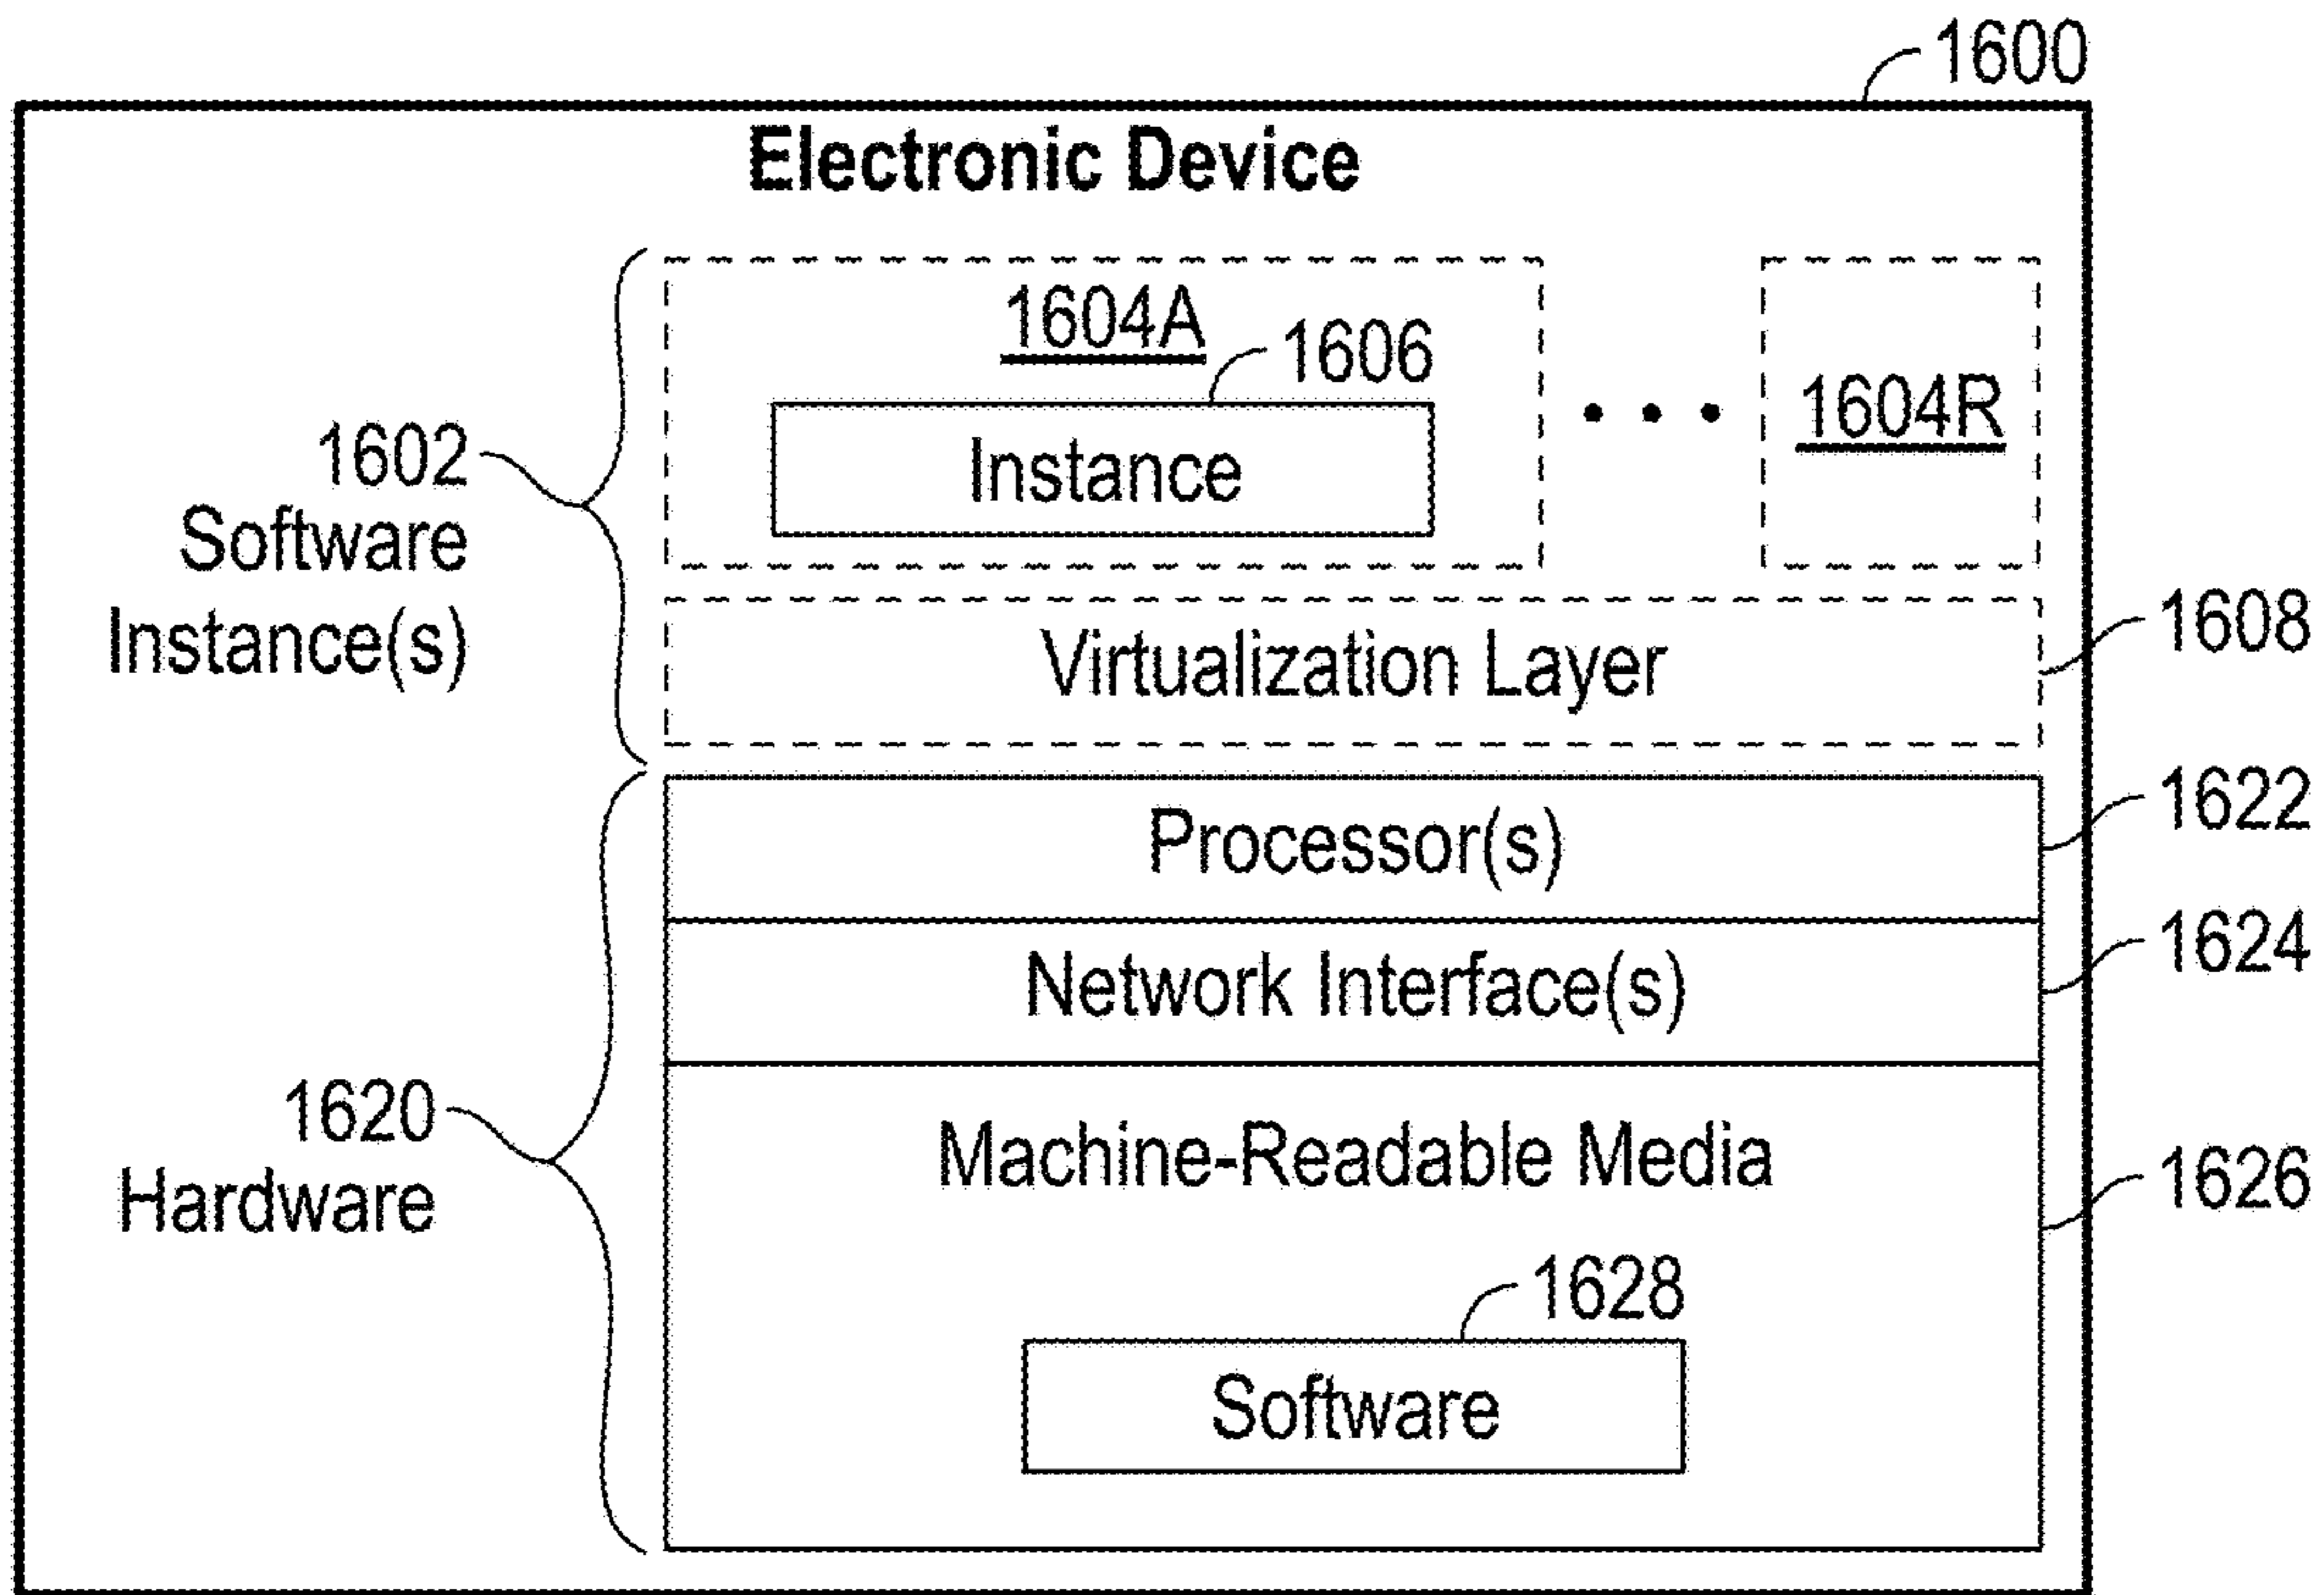 1600
Electronic Device
1604A
1606
Instance
1604R
1602
Software
Instance(s)
Virtualization Layer
1608
Processor(s)
1622
Network Interface(s)
1624
1620
Hardware
Machine-Readable Media
1626
1628
Software